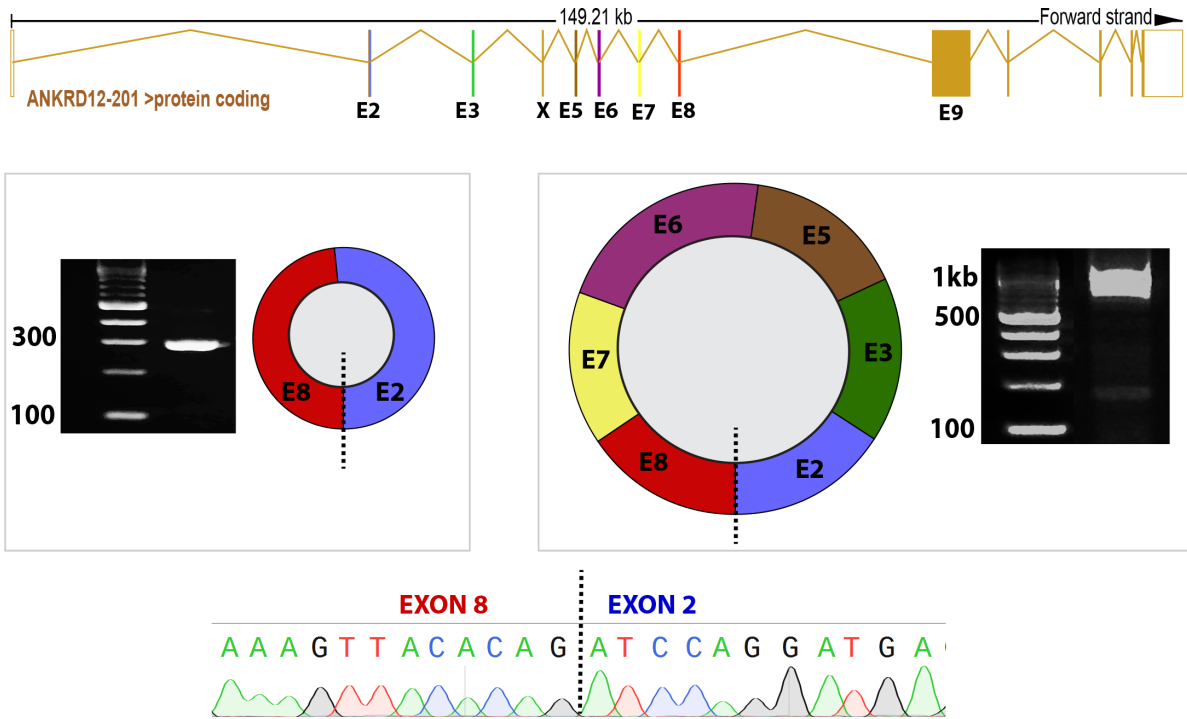 149.21 kb
Forward strand
ANKRD12-201 >protein coding
E2 E3 X E5 E6 E7 E8 E9
300
100
E8 E2
E6 E5
E7 E3
E8 E2
1kb
500
100
EXON 8 EXON 2
A A A G T T A C A C A G A T C C A G G A T G A